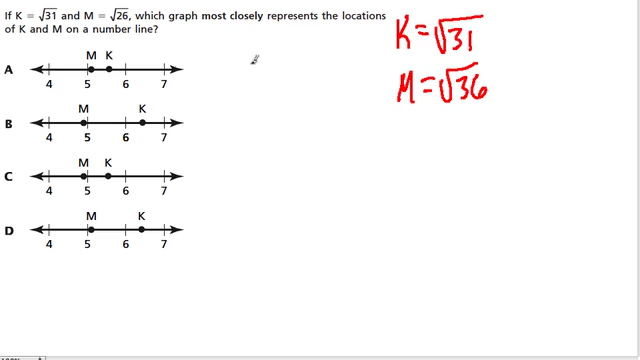 If K = √31 and M = √26, which graph most closely represents the locations
of K and M on a number line?
K = √31
M = √36
M K
A
4 5 6 7
M K
B
4 5 6 7
M K
C
4 5 6 7
M K
D
4 5 6 7